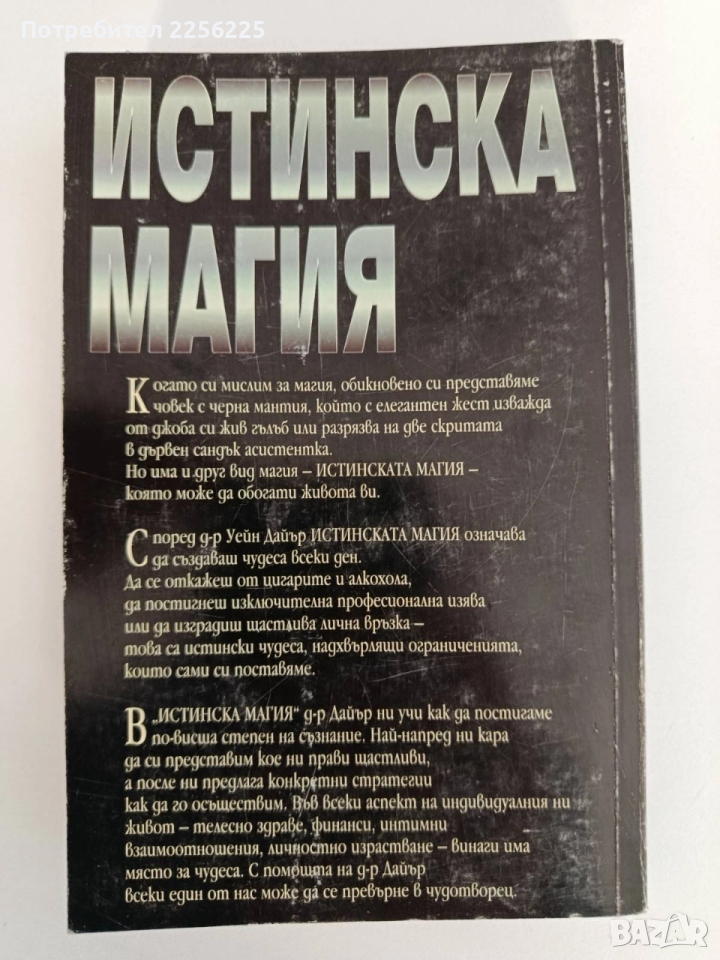 Потребител 2256225
ИСТИНСКА
МАГИЯ
Когато си мислим за магия, обикновено си представяме
човек с черна мантия, който с елегантен жест изважда
от джоба си жив гълъб или разрязва на две скритата
в дървен сандък асистентка.
Но има и друг вид магия – ИСТИНСКАТА МАГИЯ –
която може да обогати живота ви.
Според д-р Уейн Дайър ИСТИНСКАТА МАГИЯ означава
да създаваш чудеса всеки ден.
Да се откажеш от цигарите и алкохола,
да постигнеш изключителна професионална изява
или да изградиш щастлива лична връзка –
това са истински чудеса, надхвърлящи ограниченията,
които сами си поставяме.
В „ИСТИНСКА МАГИЯ“ д-р Дайър ни учи как да постигаме
по-висша степен на съзнание. Най-напред ни кара
да си представим кое ни прави щастливи,
а после ни предлага конкретни стратегии
как да го осъществим. Във всеки аспект на индивидуалния ни
живот – телесно здраве, финанси, интимни
взаимоотношения, личностно израстване – винаги има
място за чудеса. С помощта на д-р Дайър
всеки един от нас може да се превърне в чудотворец.
BAZAR